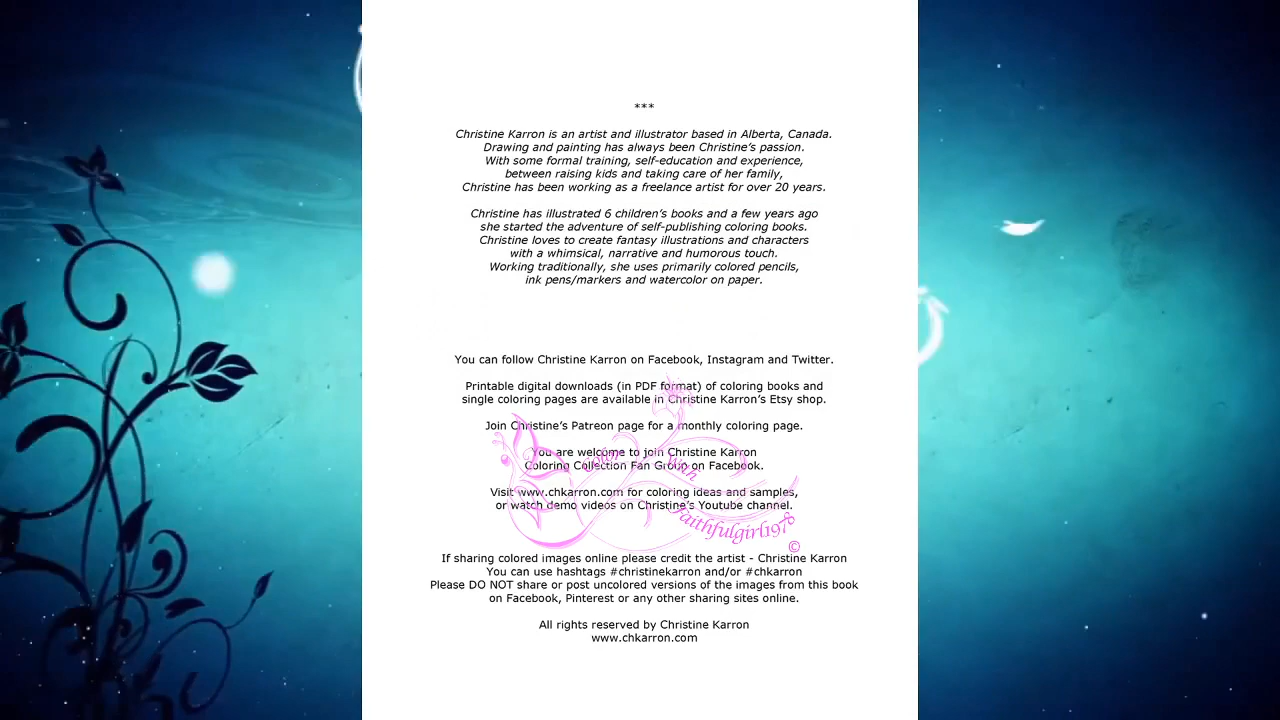 ***
Christine Karron is an artist and illustrator based in Alberta, Canada.
Drawing and painting has always been Christine's passion.
With some formal training, self-education and experience,
between raising kids and taking care of her family,
Christine has been working as a freelance artist for over 20 years.
Christine has illustrated 6 children's books and a few years ago
she started the adventure of self-publishing coloring books.
Christine loves to create fantasy illustrations and characters
with a whimsical, narrative and humorous touch.
Working traditionally, she uses primarily colored pencils,
ink pens/markers and watercolor on paper.
You can follow Christine Karron on Facebook, Instagram and Twitter.
Printable digital downloads (in PDF format) of coloring books and
single coloring pages are available in Christine Karron's Etsy shop.
Join Christine's Patreon page for a monthly coloring page.
You are welcome to join Christine Karron
Coloring Collection Fan Group on Facebook.
Visit www.chkarron.com for coloring ideas and samples,
or watch demo videos on Christine's Youtube channel.
Color With
Faithfulgirl1978
©
If sharing colored images online please credit the artist - Christine Karron
You can use hashtags #christinekarron and/or #chkarron
Please DO NOT share or post uncolored versions of the images from this book
on Facebook, Pinterest or any other sharing sites online.
All rights reserved by Christine Karron
www.chkarron.com